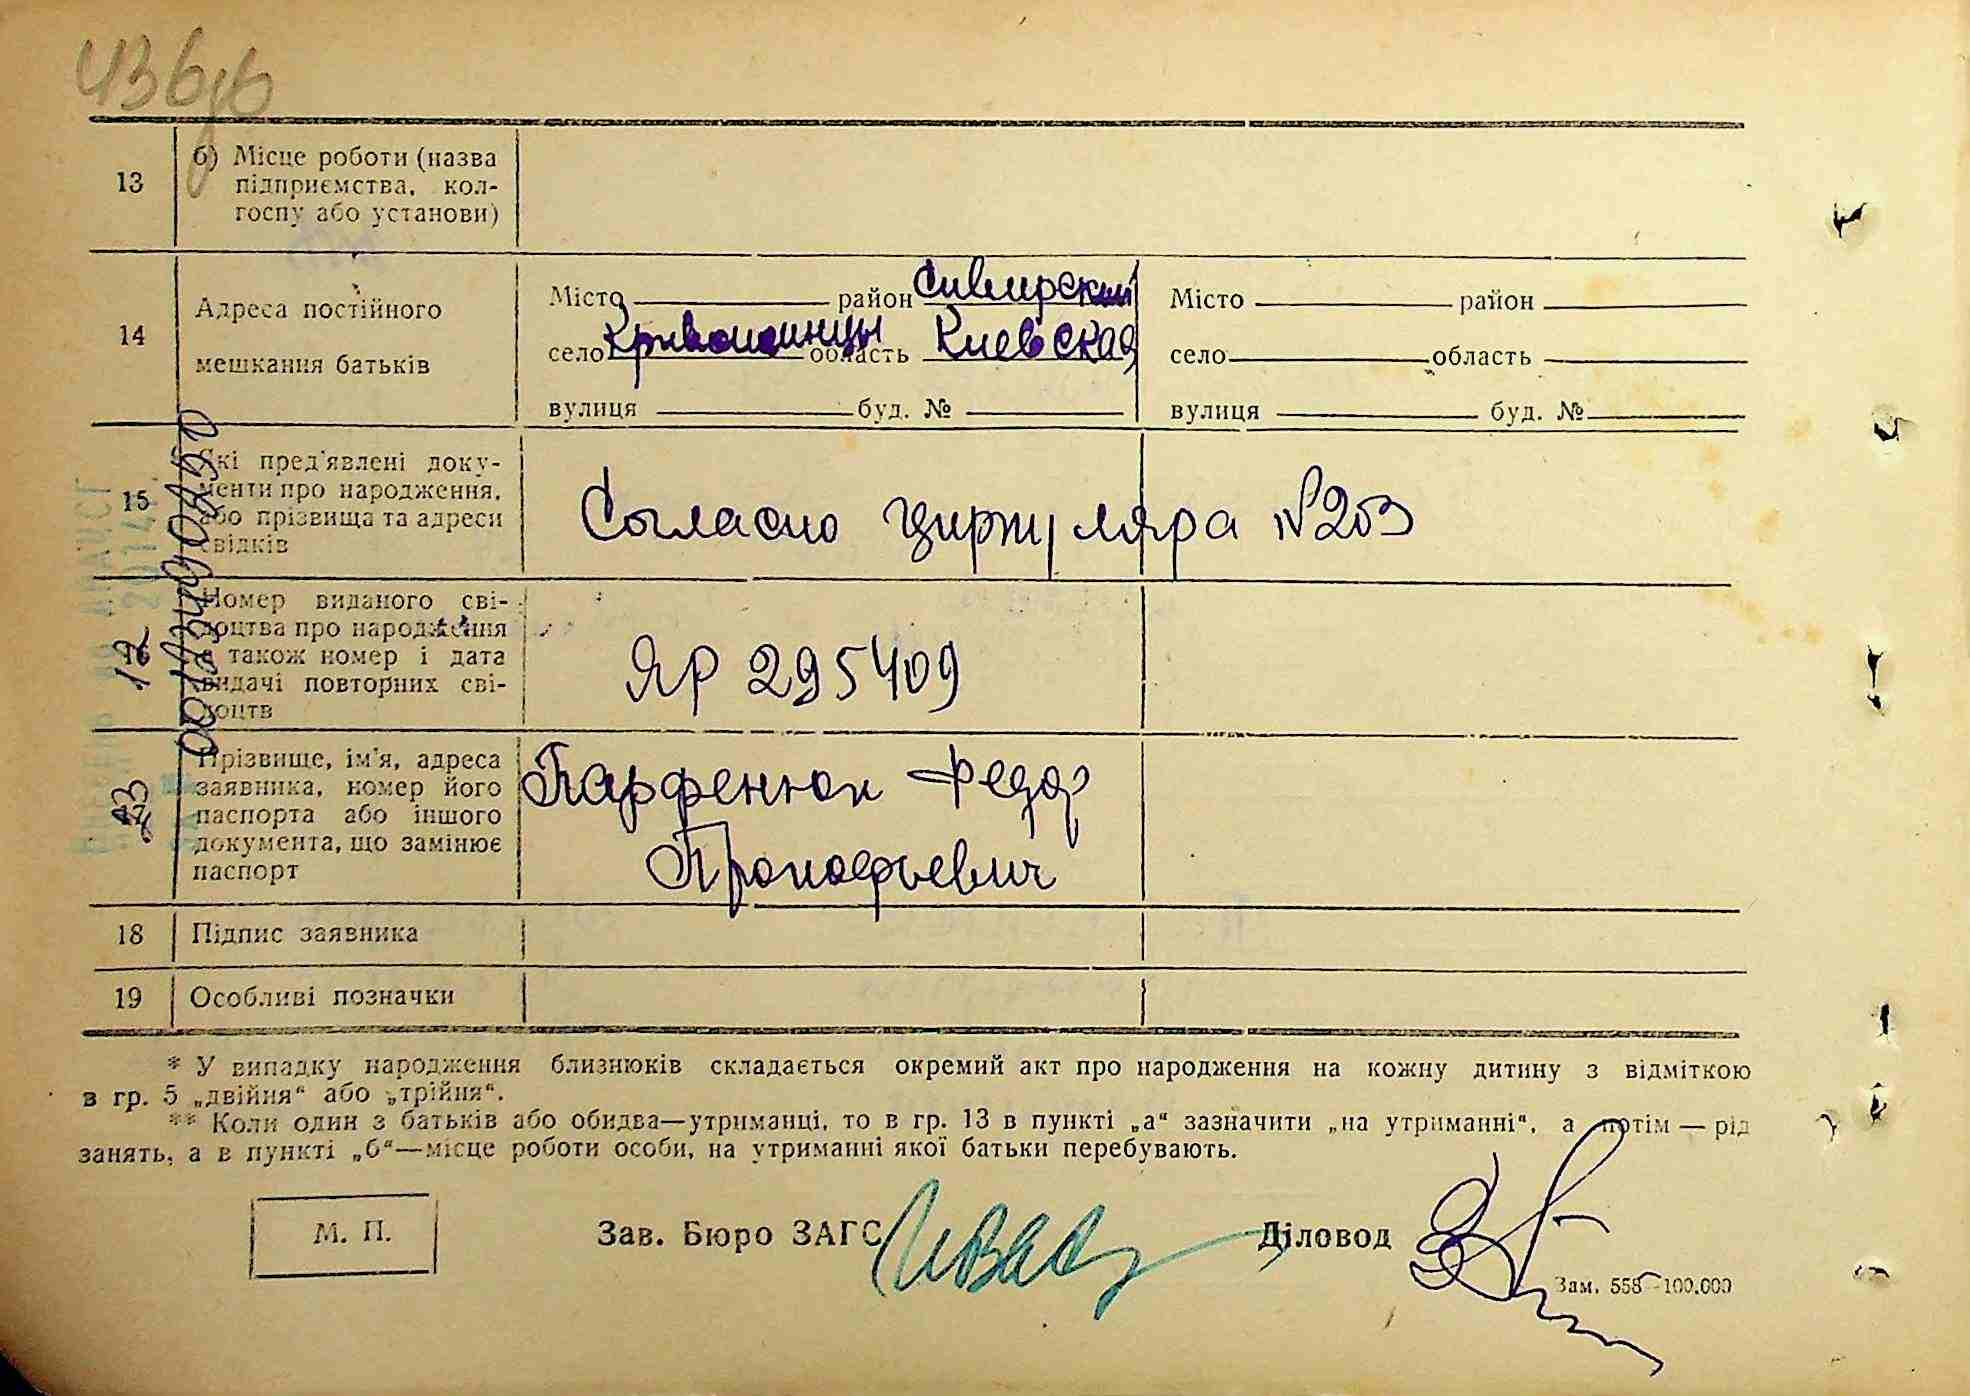 13
б) Місце роботи (назва
підприємства, кол-
госпу або установи)
14
Адреса постійного
мешкання батьків
Місто район Сквирский
село Кривошеинцы область Киевская
вулиця буд. №
Місто район
село область
вулиця буд. №
15
Які пред'явлені доку-
менти про народження,
або прізвища та адреси
свідків
Согласно циркуляра №203
16
Номер виданого сві-
доцтва про народження
а також номер і дата
видачі повторних сві-
доцтв
ЯР 295409
17
Прізвище, ім'я, адреса
заявника, номер його
паспорта або іншого
документа, що замінює
паспорт
Парфенюк Федор
Прокофьевич
18
Підпис заявника
19
Особливі позначки
* У випадку народження близнюків складається окремий акт про народження на кожну дитину з відміткою
в гр. 5 „двійня“ або „трійня“.
** Коли один з батьків або обидва—утриманці, то в гр. 13 в пункті „а“ зазначити „на утриманні“, а потім — рід
занять, а в пункті „б“—місце роботи особи, на утриманні якої батьки перебувають.
М. П.
Зав. Бюро ЗАГС
Діловод
Зам. 558—100.000